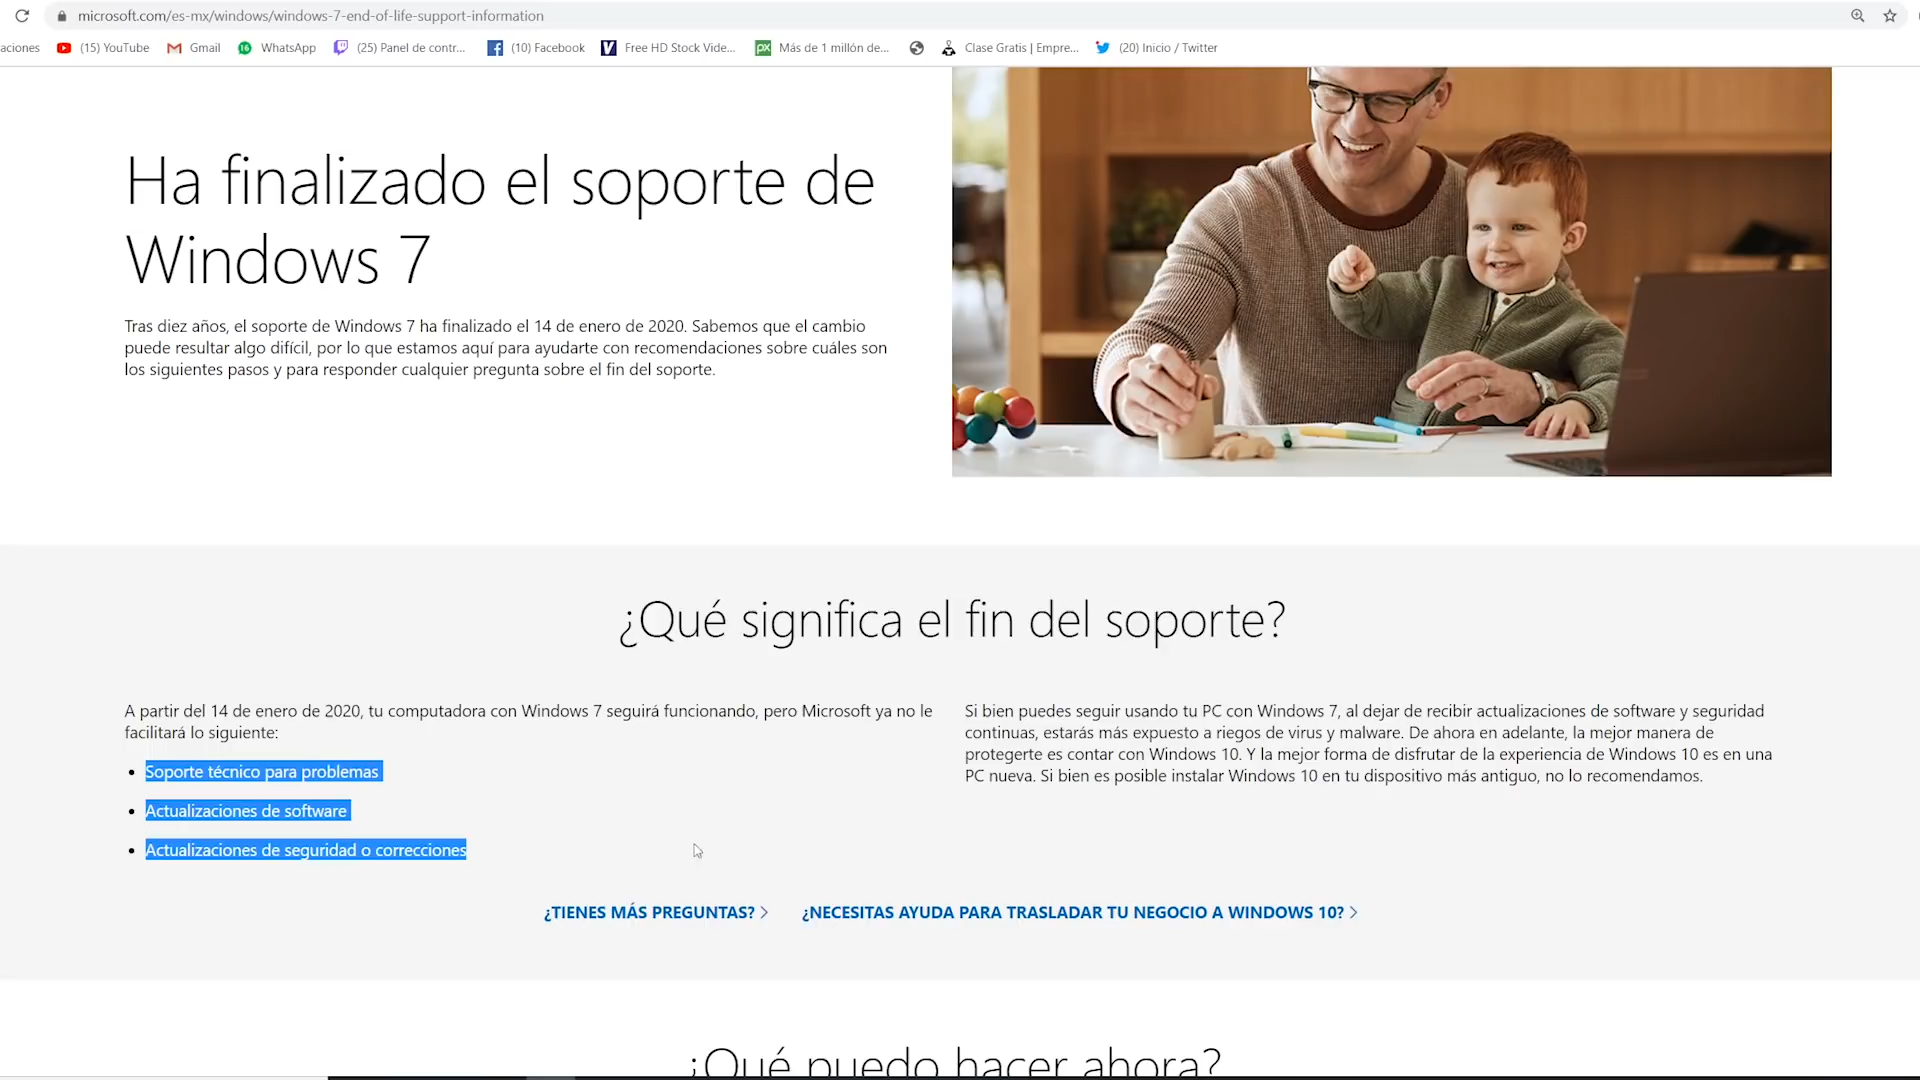 microsoft.com/es-mx/windows/windows-7-end-of-life-support-information
aciones (15) YouTube Gmail WhatsApp (25) Panel de contr... (10) Facebook Free HD Stock Vide... Más de 1 millón de... Clase Gratis | Empre... (20) Inicio / Twitter
Ha finalizado el soporte de
Windows 7
Tras diez años, el soporte de Windows 7 ha finalizado el 14 de enero de 2020. Sabemos que el cambio
puede resultar algo difícil, por lo que estamos aquí para ayudarte con recomendaciones sobre cuáles son
los siguientes pasos y para responder cualquier pregunta sobre el fin del soporte.
¿Qué significa el fin del soporte?
A partir del 14 de enero de 2020, tu computadora con Windows 7 seguirá funcionando, pero Microsoft ya no le
facilitará lo siguiente:
• Soporte técnico para problemas
• Actualizaciones de software
• Actualizaciones de seguridad o correcciones
Si bien puedes seguir usando tu PC con Windows 7, al dejar de recibir actualizaciones de software y seguridad
continuas, estarás más expuesto a riegos de virus y malware. De ahora en adelante, la mejor manera de
protegerte es contar con Windows 10. Y la mejor forma de disfrutar de la experiencia de Windows 10 es en una
PC nueva. Si bien es posible instalar Windows 10 en tu dispositivo más antiguo, no lo recomendamos.
¿TIENES MÁS PREGUNTAS? ¿NECESITAS AYUDA PARA TRASLADAR TU NEGOCIO A WINDOWS 10?
¿Qué puedo hacer ahora?